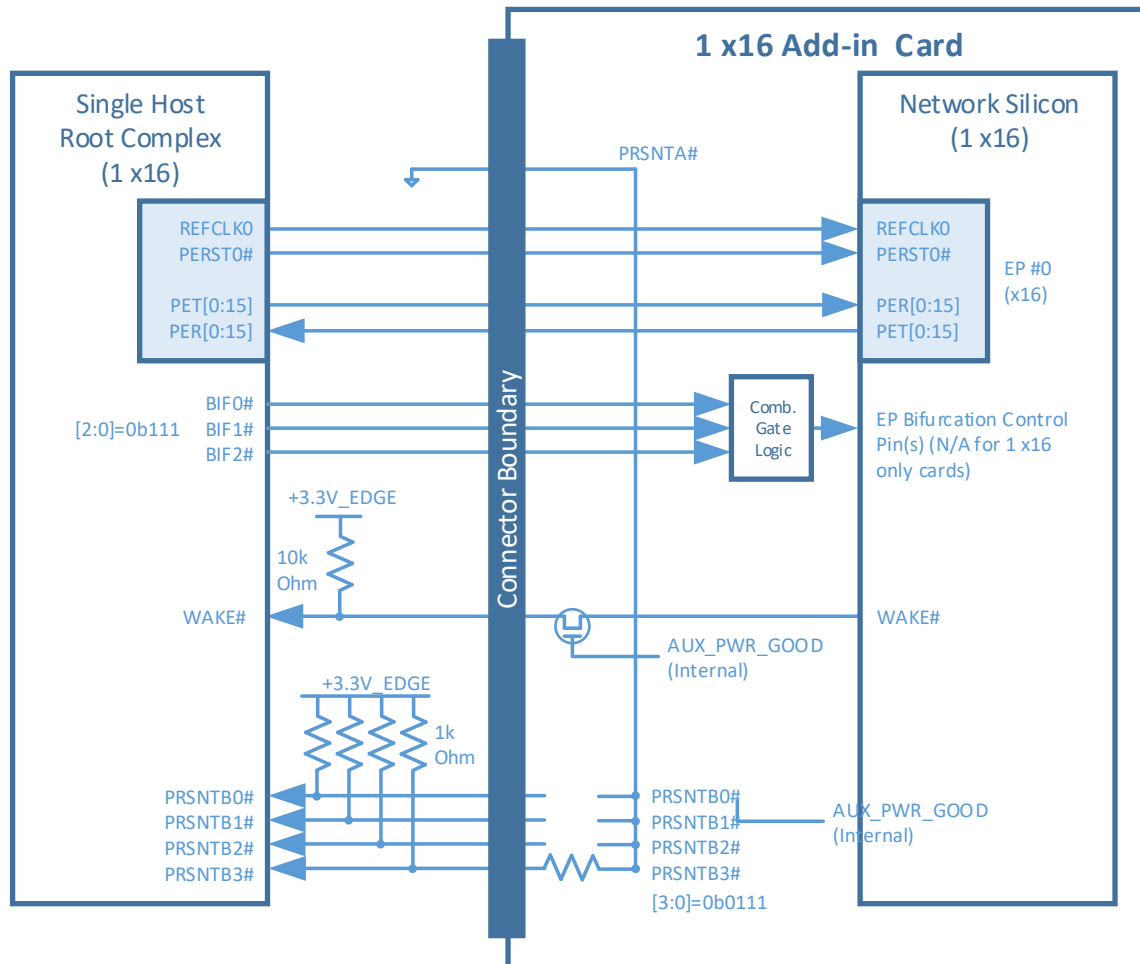 1 x16 Add-in Card
Single Host
Root Complex
(1 x16)
Network Silicon
(1 x16)
PRSNTA#
REFCLK0
PERST0#
PET[0:15]
PER[0:15]
REFCLK0
PERST0#
PER[0:15]
PET[0:15]
EP #0
(x16)
Connector Boundary
BIF0#
[2:0]=0b111
BIF1#
BIF2#
Comb.
Gate
Logic
EP Bifurcation Control
Pin(s) (N/A for 1 x16
only cards)
+3.3V_EDGE
10k
Ohm
WAKE#
WAKE#
AUX_PWR_GOOD
(Internal)
+3.3V_EDGE
1k
Ohm
PRSNTB0#
PRSNTB1#
PRSNTB2#
PRSNTB3#
PRSNTB0#
PRSNTB1#
PRSNTB2#
PRSNTB3#
[3:0]=0b0111
AUX_PWR_GOOD
(Internal)